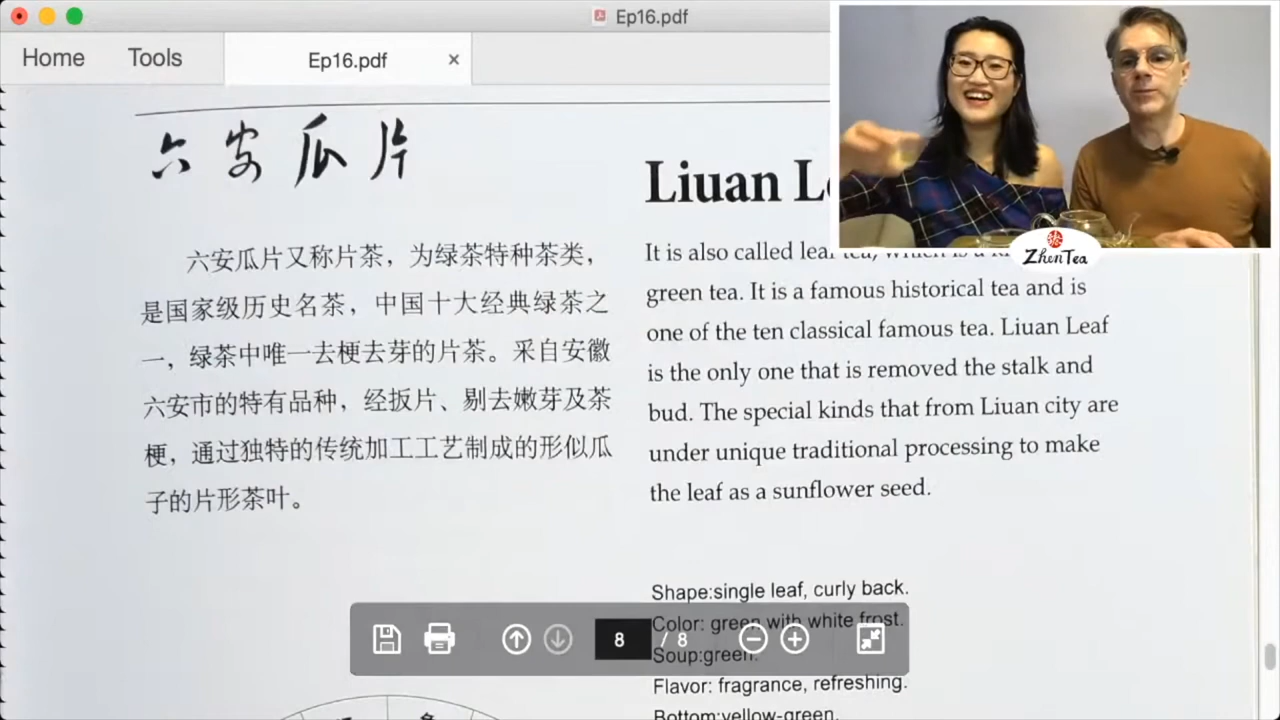 Ep16.pdf
Home Tools Ep16.pdf ×
六安瓜片
Liuan L
六安瓜片又称片茶，为绿茶特种茶类，
是国家级历史名茶，中国十大经典绿茶之
一，绿茶中唯一去梗去芽的片茶。采自安徽
六安市的特有品种，经扳片、剔去嫩芽及茶
梗，通过独特的传统加工工艺制成的形似瓜
子的片形茶叶。
It is also called leaf tea, which is a
green tea. It is a famous historical tea and is
one of the ten classical famous tea. Liuan Leaf
is the only one that is removed the stalk and
bud. The special kinds that from Liuan city are
under unique traditional processing to make
the leaf as a sunflower seed.
Shape:single leaf, curly back.
Color: green with white frost.
Soup:green.
Flavor: fragrance, refreshing.
Bottom:yellow-green.
8 / 8
ZhenTea